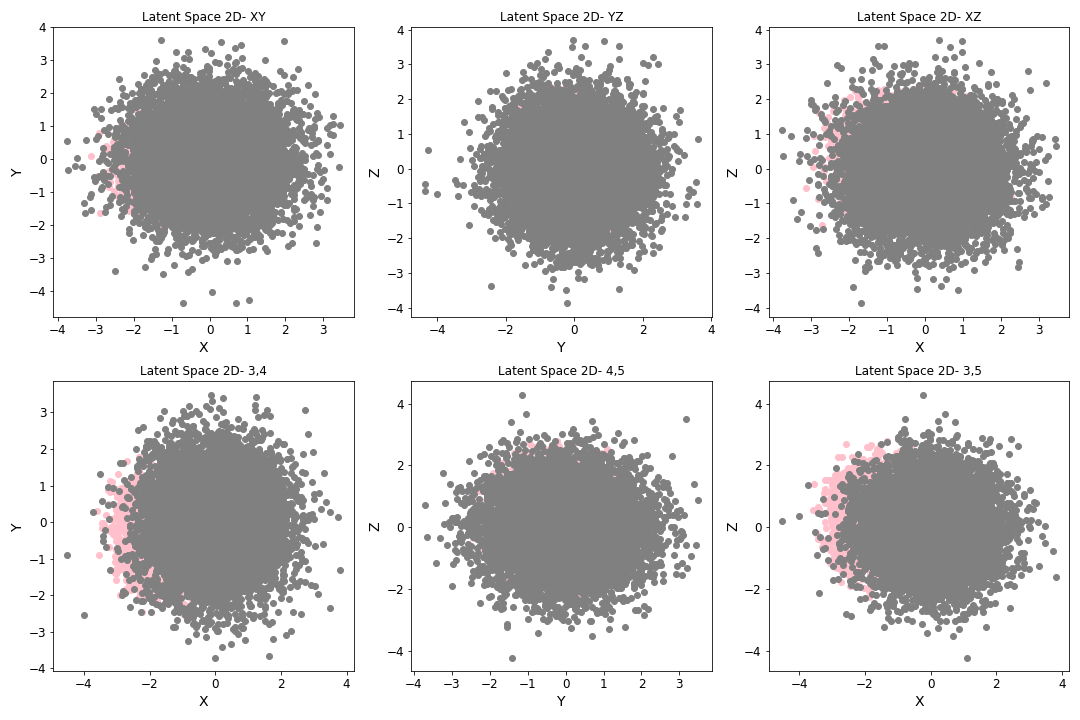 Latent Space 2D- XY
4
3
2
1
0
−1
−2
−3
−4
Y
−4 −3 −2 −1 0 1 2 3
X
Latent Space 2D- YZ
4
3
2
1
0
−1
−2
−3
−4
Z
−4 −2 0 2 4
Y
Latent Space 2D- XZ
4
3
2
1
0
−1
−2
−3
−4
Z
−4 −3 −2 −1 0 1 2 3
X
Latent Space 2D- 3,4
3
2
1
0
−1
−2
−3
−4
Y
−4 −2 0 2 4
X
Latent Space 2D- 4,5
4
2
0
−2
−4
Z
−4 −3 −2 −1 0 1 2 3
Y
Latent Space 2D- 3,5
4
2
0
−2
−4
Z
−4 −2 0 2 4
X